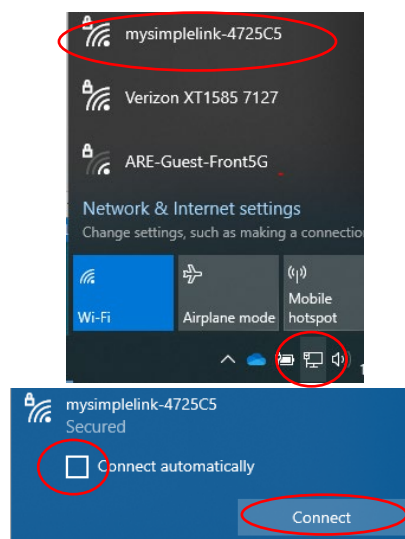 mysimplelink-4725C5
Verizon XT1585 7127
ARE-Guest-Front5G
Network & Internet settings
Change settings, such as making a connectio
Wi-Fi
Airplane mode
Mobile
hotspot
mysimplelink-4725C5
Secured
Connect automatically
Connect